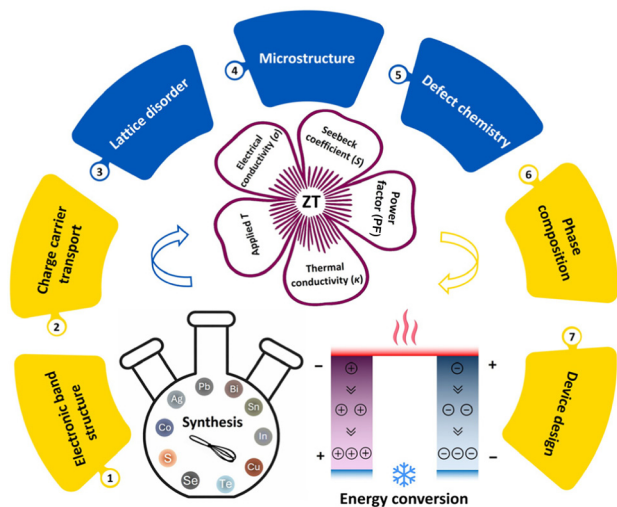 4
Microstructure
3
Lattice disorder
5
Defect chemistry
2
Charge carrier
transport
6
Phase
composition
1
Electronic band
structure
7
Device design
ZT
Electrical
conductivity (σ)
Seebeck
coefficient (S)
Power
factor (PF)
Thermal
conductivity (κ)
Applied T
Synthesis
Pb
Bi
Ag
Sn
Co
In
S
Cu
Se
Te
−
+
+
−
+
+ +
+ + +
−
− −
− − −
Energy conversion